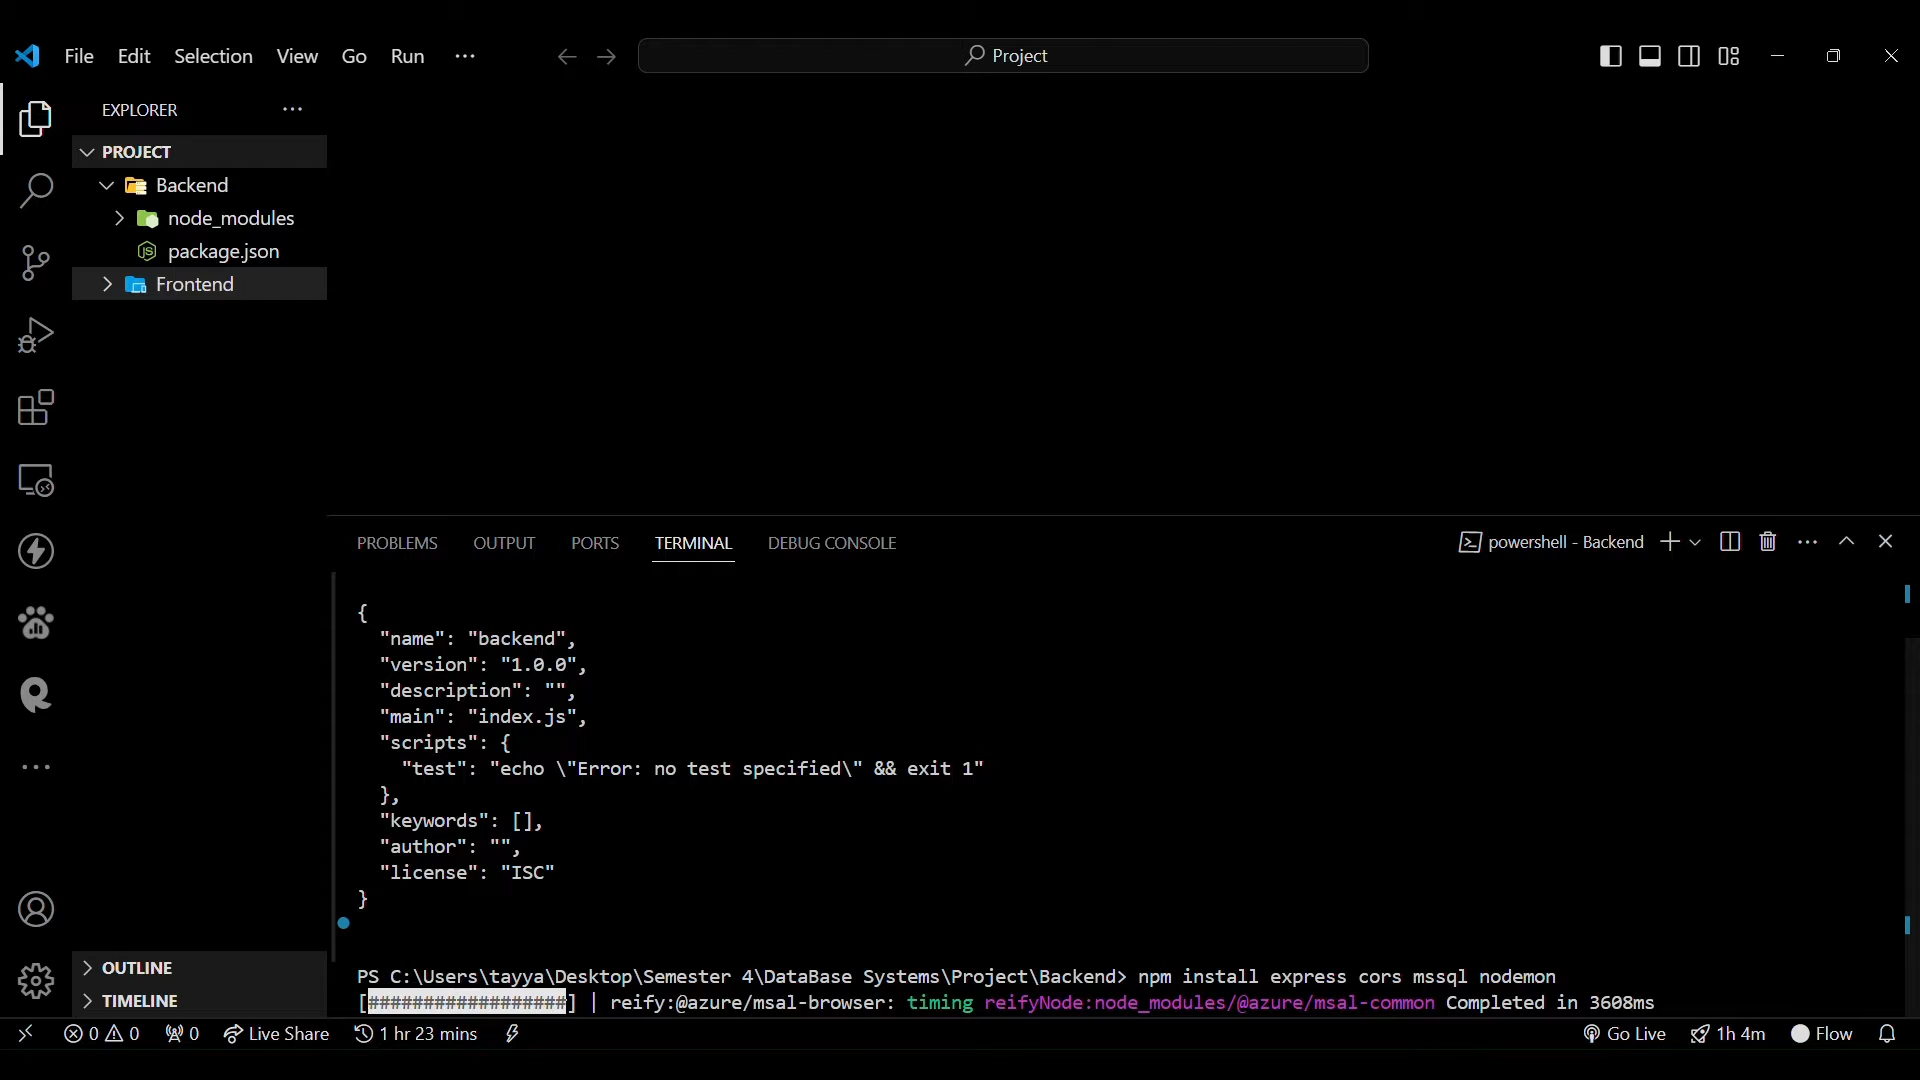 File Edit Selection View Go Run ···
Project
EXPLORER ···
PROJECT
Backend
node_modules
package.json
Frontend
PROBLEMS OUTPUT PORTS TERMINAL DEBUG CONSOLE
powershell - Backend
{
"name": "backend",
"version": "1.0.0",
"description": "",
"main": "index.js",
"scripts": {
"test": "echo \"Error: no test specified\" && exit 1"
},
"keywords": [],
"author": "",
"license": "ISC"
}
PS C:\Users\tayya\Desktop\Semester 4\DataBase Systems\Project\Backend> npm install express cors mssql nodemon
[##################] | reify:@azure/msal-browser: timing reifyNode:node_modules/@azure/msal-common Completed in 3608ms
OUTLINE
TIMELINE
0 0 0 Live Share 1 hr 23 mins Go Live 1h 4m Flow